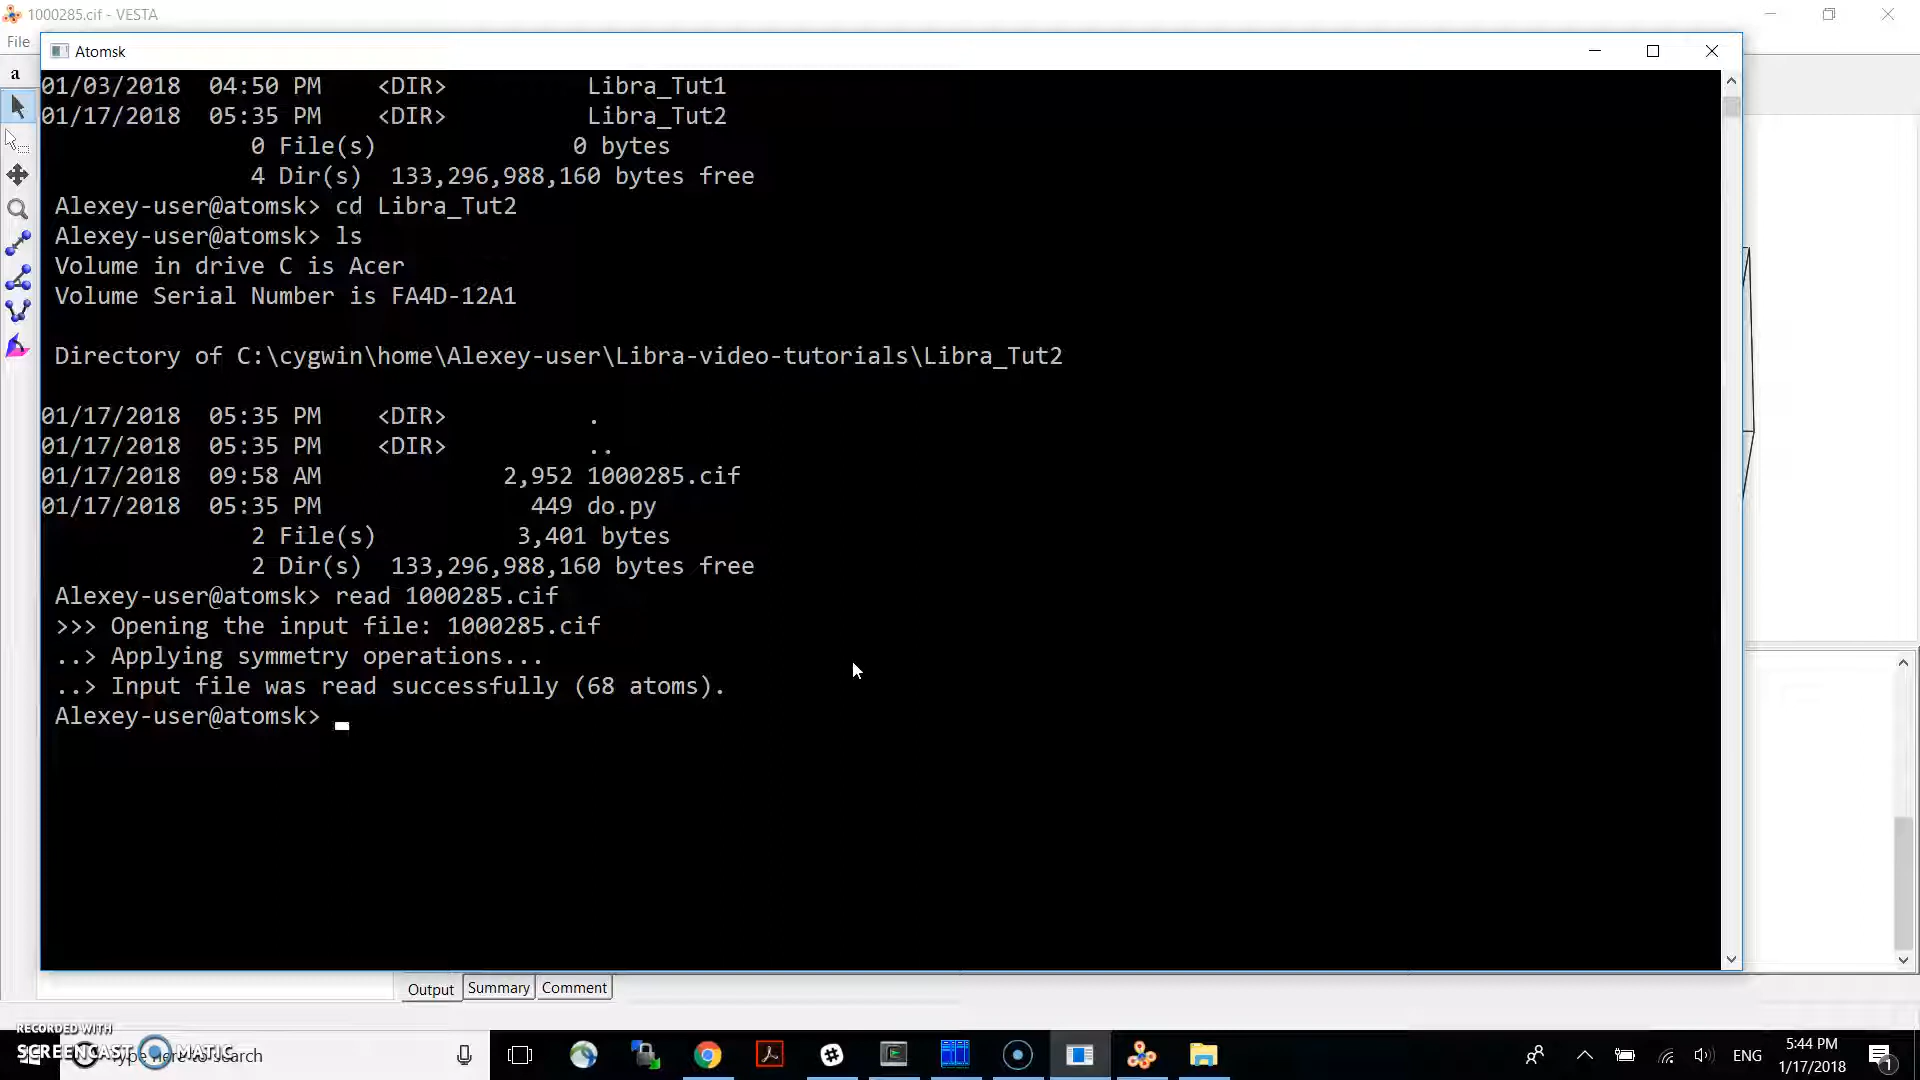 1000285.cif - VESTA
File
Atomsk
a
01/03/2018 04:50 PM <DIR> Libra_Tut1
01/17/2018 05:35 PM <DIR> Libra_Tut2
0 File(s) 0 bytes
4 Dir(s) 133,296,988,160 bytes free
Alexey-user@atomsk> cd Libra_Tut2
Alexey-user@atomsk> ls
Volume in drive C is Acer
Volume Serial Number is FA4D-12A1
Directory of C:\cygwin\home\Alexey-user\Libra-video-tutorials\Libra_Tut2
01/17/2018 05:35 PM <DIR> .
01/17/2018 05:35 PM <DIR> ..
01/17/2018 09:58 AM 2,952 1000285.cif
01/17/2018 05:35 PM 449 do.py
2 File(s) 3,401 bytes
2 Dir(s) 133,296,988,160 bytes free
Alexey-user@atomsk> read 1000285.cif
>>> Opening the input file: 1000285.cif
..> Applying symmetry operations...
..> Input file was read successfully (68 atoms).
Alexey-user@atomsk>
Output Summary Comment
RECORDED WITH
SCREENCAST MATIC
Type here to search
ENG
5:44 PM
1/17/2018
1